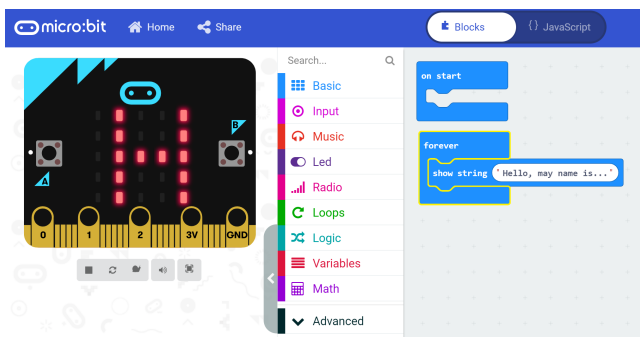 micro:bit Home Share Blocks {} JavaScript
Search...
Basic
Input
Music
Led
Radio
Loops
Logic
Variables
Math
Advanced
A
B
0 1 2 3V GND
on start
forever
show string "Hello, may name is..."